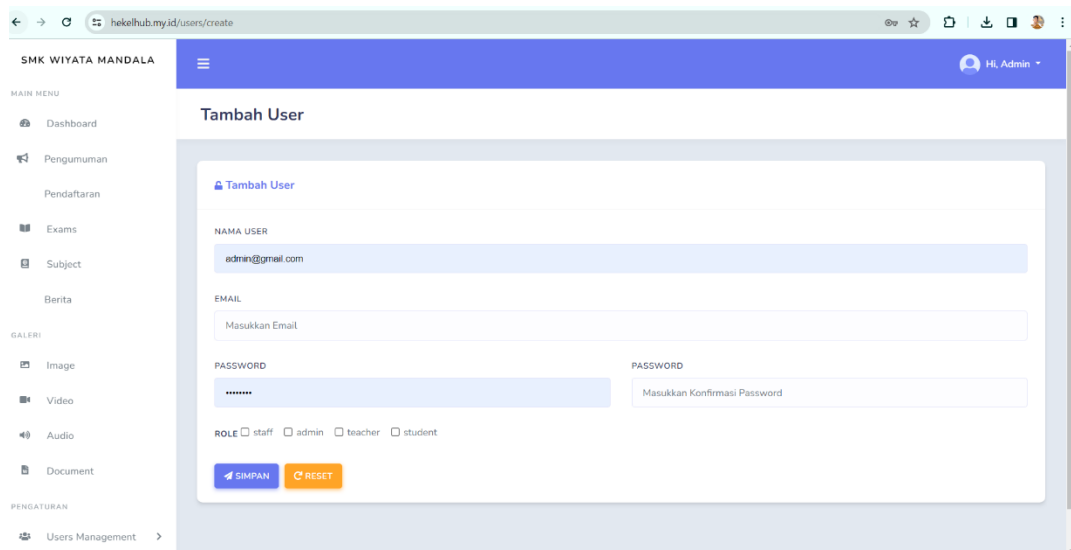 hekelhub.my.id/users/create
SMK WIYATA MANDALA
Hi, Admin
MAIN MENU
Dashboard
Pengumuman
Pendaftaran
Exams
Subject
Berita
GALERI
Image
Video
Audio
Document
PENGATURAN
Users Management
Tambah User
Tambah User
NAMA USER
admin@gmail.com
EMAIL
Masukkan Email
PASSWORD PASSWORD
•••••••• Masukkan Konfirmasi Password
ROLE staff admin teacher student
SIMPAN RESET